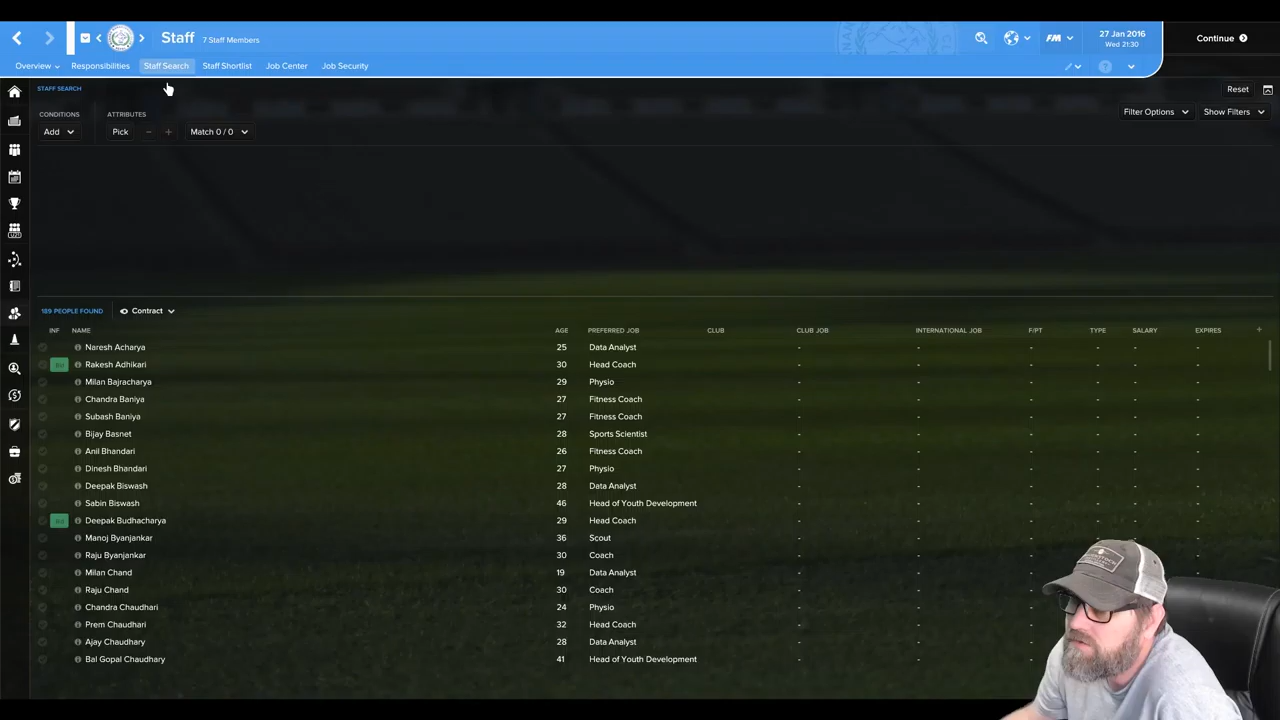 Staff 7 Staff Members
FM
27 Jan 2016
Wed 21:30
Continue
Overview Responsibilities Staff Search Staff Shortlist Job Center Job Security
STAFF SEARCH
Reset
CONDITIONS ATTRIBUTES
Filter Options Show Filters
Add Pick - + Match 0 / 0
189 PEOPLE FOUND Contract
INF NAME AGE PREFERRED JOB CLUB CLUB JOB INTERNATIONAL JOB F/PT TYPE SALARY EXPIRES +
Naresh Acharya 25 Data Analyst - - - - - -
Rakesh Adhikari 30 Head Coach - - - - - -
Milan Bajracharya 29 Physio - - - - - -
Chandra Baniya 27 Fitness Coach - - - - - -
Subash Baniya 27 Fitness Coach - - - - - -
Bijay Basnet 28 Sports Scientist - - - - - -
Anil Bhandari 26 Fitness Coach - - - - - -
Dinesh Bhandari 27 Physio - - - - - -
Deepak Biswash 28 Data Analyst - - - - - -
Sabin Biswash 46 Head of Youth Development - - - - - -
Deepak Budhacharya 29 Head Coach - - - - - -
Manoj Byanjankar 36 Scout - - - - - -
Raju Byanjankar 30 Coach - - - - - -
Milan Chand 19 Data Analyst - - - - - -
Raju Chand 30 Coach - - - - - -
Chandra Chaudhari 24 Physio - - - - - -
Prem Chaudhari 32 Head Coach - - - - - -
Ajay Chaudhary 28 Data Analyst - - - - - -
Bal Gopal Chaudhary 41 Head of Youth Development - - - - - -